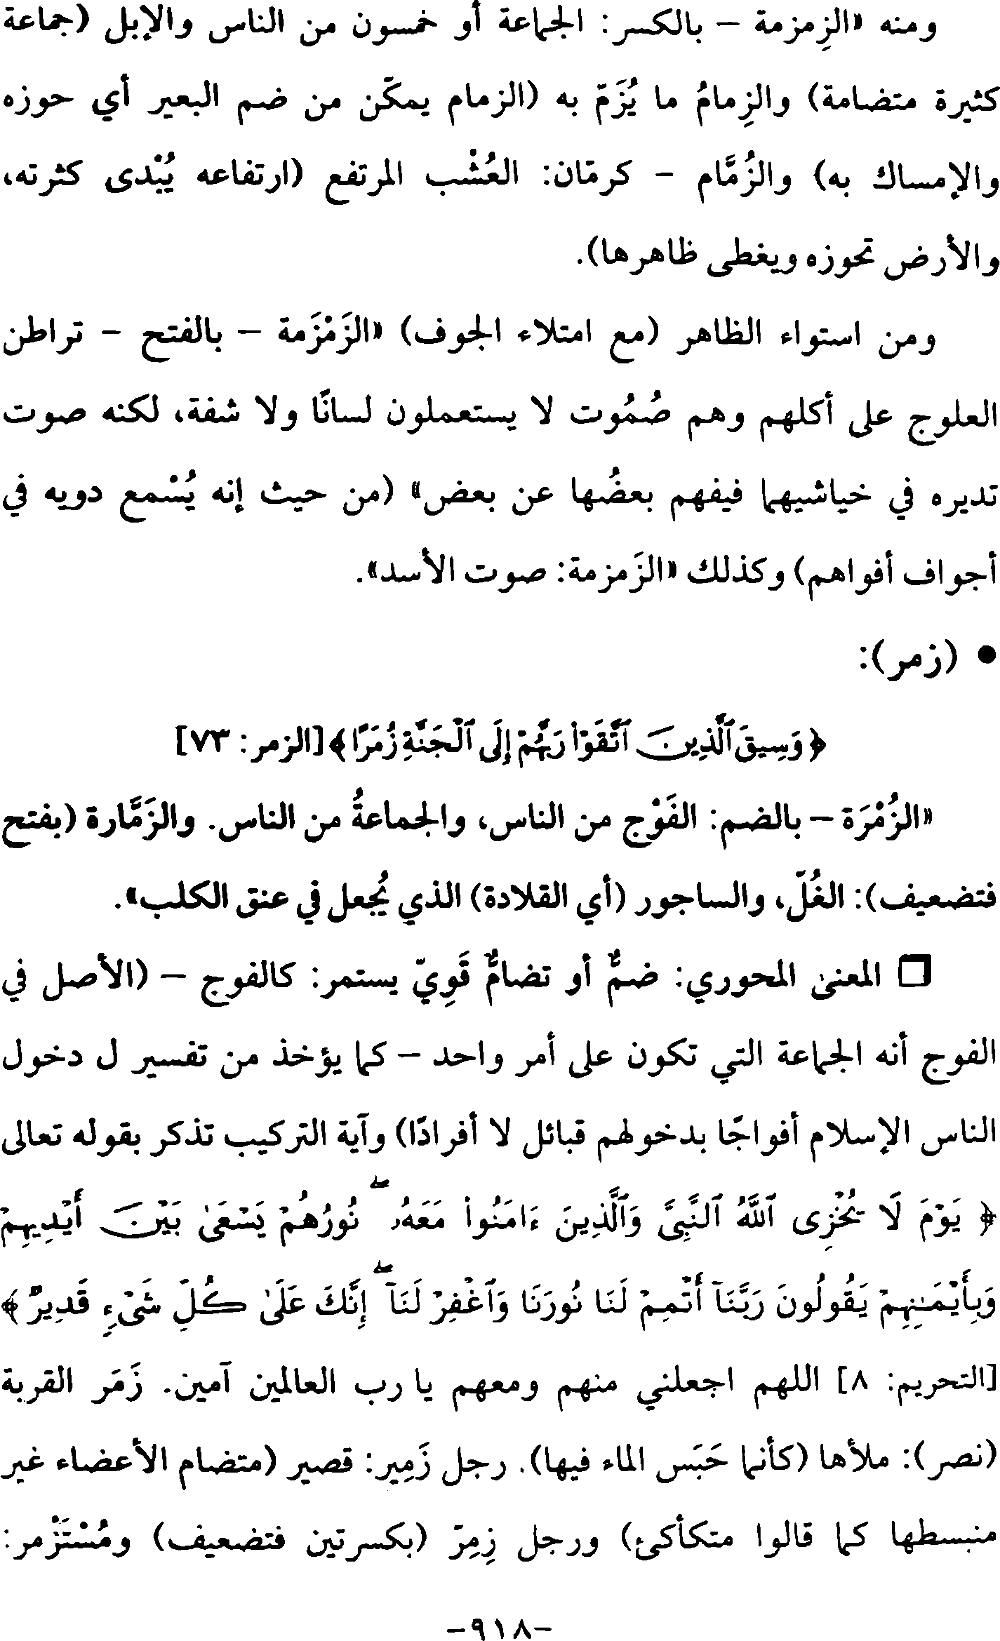 ومنه «الزِمزمة – بالكسر: الجماعة أو خمسون من الناس والإبل (جماعة
كثيرة متضامة) والزِمامُ ما يُزَمّ به (الزمام يمكّن من ضم البعير أي حوزه
والإمساك به) والزُمَّام - كرمّان: العُشْب المرتفع (ارتفاعه يُبْدى كثرته،
والأرض تحوزه ويغطى ظاهرها).
ومن استواء الظاهر (مع امتلاء الجوف) «الزَمْزَمة – بالفتح - تراطن
العلوج على أكلهم وهم صُمُوت لا يستعملون لسانًا ولا شفة، لكنه صوت
تديره في خياشيهما فيفهم بعضُها عن بعض» (من حيث إنه يُسْمع دويه في
أجواف أفواهم) وكذلك «الزَمزمة: صوت الأسد».
• (زمر):
﴿وَسِيقَ ٱلَّذِينَ ٱتَّقَوْا۟ رَبَّهُمْ إِلَى ٱلْجَنَّةِ زُمَرًا﴾ [الزمر: ٧٣]
«الزُمْرَة – بالضم: الفَوْج من الناس، والجماعةُ من الناس. والزَمَّارة (بفتح
فتضعيف): الغُلّ، والساجور (أي القلادة) الذي يُجعل في عنق الكلب».
□ المعنى المحوري: ضمٌّ أو تضامٌّ قَوِيّ يستمر: كالفوج – (الأصل في
الفوج أنه الجماعة التي تكون على أمر واحد – كما يؤخذ من تفسير ل دخول
الناس الإسلام أفواجًا بدخولهم قبائل لا أفرادًا) وآية التركيب تذكر بقوله تعالى
﴿يَوْمَ لَا يُخْزِى ٱللَّهُ ٱلنَّبِىَّ وَٱلَّذِينَ ءَامَنُوا۟ مَعَهُۥ ۖ نُورُهُمْ يَسْعَىٰ بَيْنَ أَيْدِيهِمْ
وَبِأَيْمَـٰنِهِمْ يَقُولُونَ رَبَّنَآ أَتْمِمْ لَنَا نُورَنَا وَٱغْفِرْ لَنَآ ۖ إِنَّكَ عَلَىٰ كُلِّ شَىْءٍ قَدِيرٌ﴾
[التحريم: ٨] اللهم اجعلني منهم ومعهم يا رب العالمين آمين. زَمَر القربة
(نصر): ملأها (كأنما حَبَس الماء فيها). رجل زَمِير: قصير (متضام الأعضاء غير
منبسطها كما قالوا متكأكئ) ورجل زِمِرّ (بكسرتين فتضعيف) ومُسْتَزْمر:
-٩١٨-